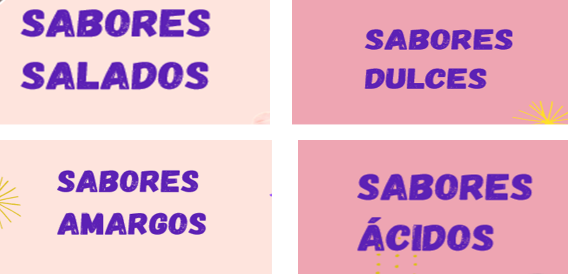 SABORES
SALADOS
SABORES
DULCES
SABORES
AMARGOS
SABORES
ÁCIDOS